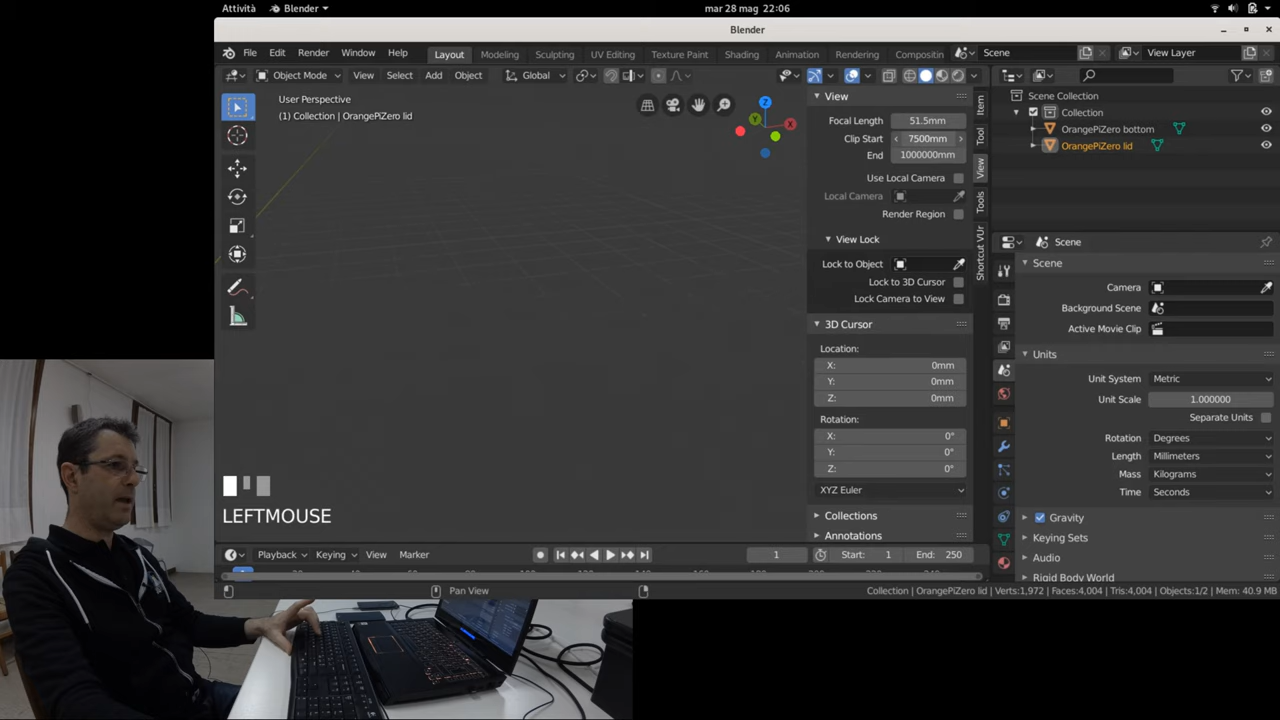 Attività
Blender
mar 28 mag 22:06
Blender
File
Edit
Render
Window
Help
Layout
Modeling
Sculpting
UV Editing
Texture Paint
Shading
Animation
Rendering
Compositin
Scene
View Layer
Object Mode
View
Select
Add
Object
Global
User Perspective
(1) Collection | OrangePiZero lid
Z
X
Y
View
Focal Length
51.5mm
Clip Start
7500mm
End
1000000mm
Use Local Camera
Local Camera
Render Region
View Lock
Lock to Object
Lock to 3D Cursor
Lock Camera to View
3D Cursor
Location:
X:
0mm
Y:
0mm
Z:
0mm
Rotation:
X:
0°
Y:
0°
Z:
0°
XYZ Euler
Collections
Annotations
Item
Tool
View
Tools
Shortcut VUr
Scene Collection
Collection
OrangePiZero bottom
OrangePiZero lid
Scene
Scene
Camera
Background Scene
Active Movie Clip
Units
Unit System
Metric
Unit Scale
1.000000
Separate Units
Rotation
Degrees
Length
Millimeters
Mass
Kilograms
Time
Seconds
Gravity
Keying Sets
Audio
Rigid Body World
LEFTMOUSE
Playback
Keying
View
Marker
1
Start:
1
End:
250
Pan View
Collection | OrangePiZero lid | Verts:1,972 | Faces:4,004 | Tris:4,004 | Objects:1/2 | Mem: 40.9 MB